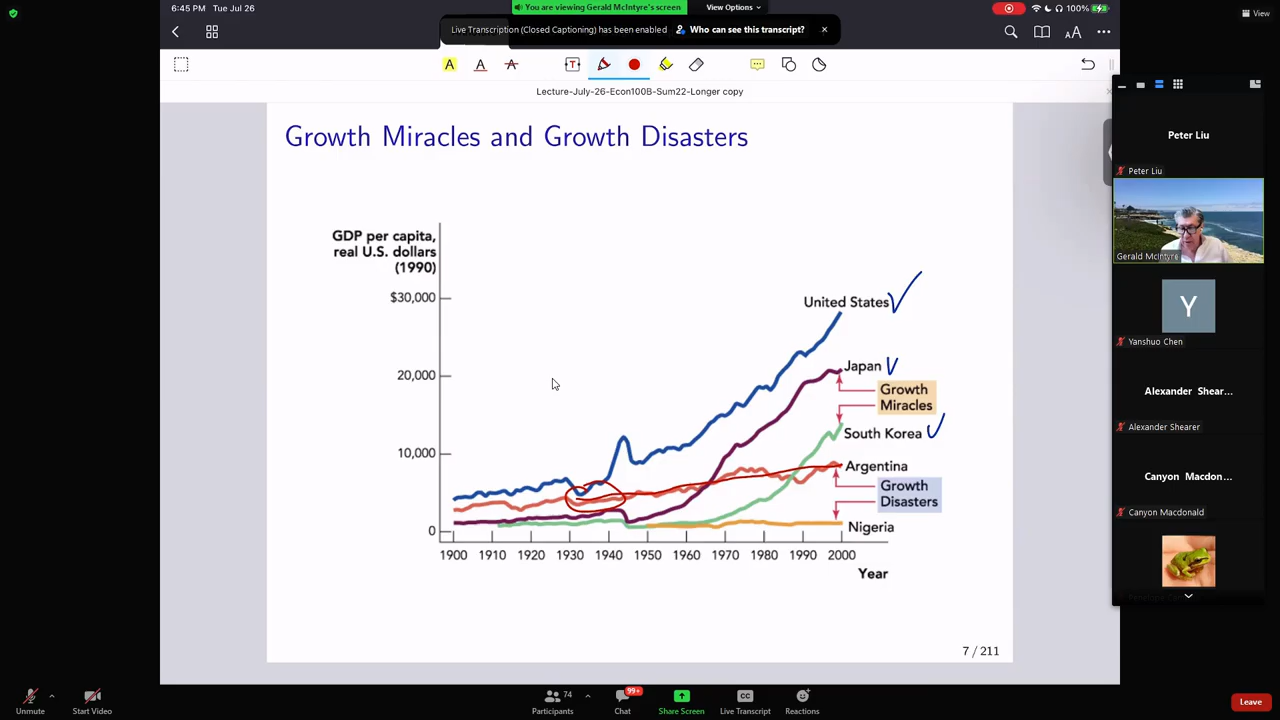 6:45 PM Tue Jul 26
You are viewing Gerald McIntyre's screen
View Options
100%
View
Live Transcription (Closed Captioning) has been enabled
Who can see this transcript?
Lecture-July-26-Econ100B-Sum22-Longer copy
Growth Miracles and Growth Disasters
GDP per capita,
real U.S. dollars
(1990)
$30,000
20,000
10,000
0
1900 1910 1920 1930 1940 1950 1960 1970 1980 1990 2000
Year
United States
Japan
Growth
Miracles
South Korea
Argentina
Growth
Disasters
Nigeria
7 / 211
Peter Liu
Peter Liu
Gerald McIntyre
Y
Yanshuo Chen
Alexander Shear...
Alexander Shearer
Canyon Macdon...
Canyon Macdonald
Unmute
Start Video
74
Participants
99+
Chat
Share Screen
CC
Live Transcript
Reactions
Leave